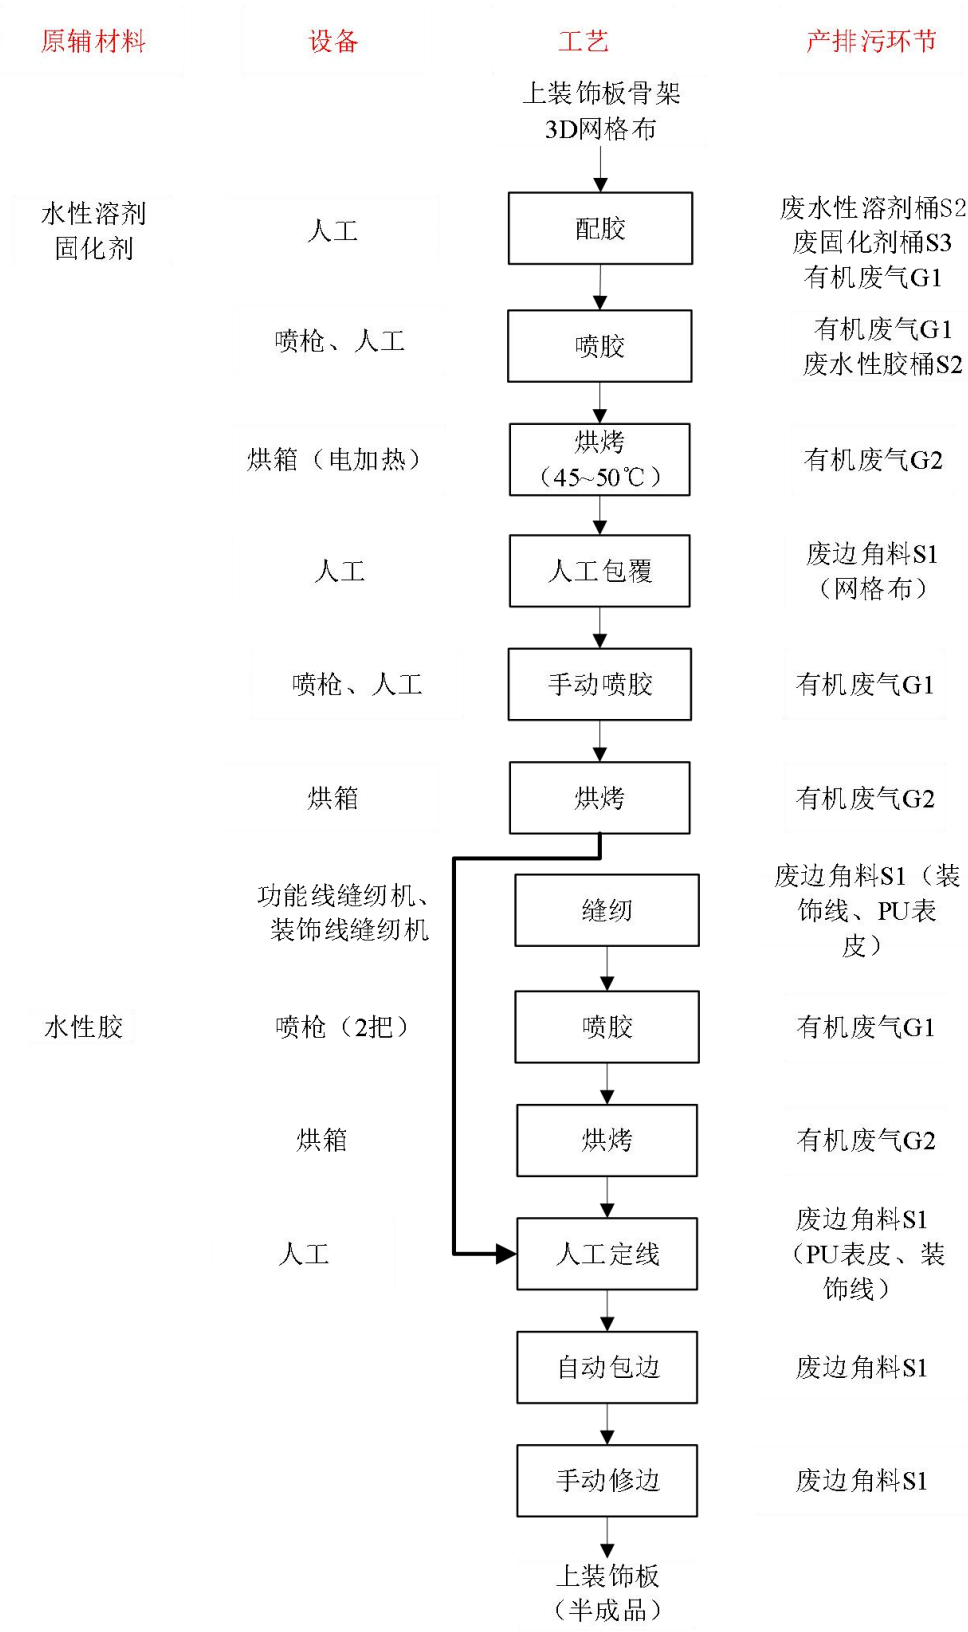 原辅材料
设备
工艺
产排污环节
上装饰板骨架
3D网格布
水性溶剂
固化剂
人工
配胶
废水性溶剂桶S2
废固化剂桶S3
有机废气G1
喷枪、人工
喷胶
有机废气G1
废水性胶桶S2
烘箱（电加热）
烘烤
（45~50℃）
有机废气G2
人工
人工包覆
废边角料S1
（网格布）
喷枪、人工
手动喷胶
有机废气G1
烘箱
烘烤
有机废气G2
功能线缝纫机、
装饰线缝纫机
缝纫
废边角料S1（装
饰线、PU表
皮）
水性胶
喷枪（2把）
喷胶
有机废气G1
烘箱
烘烤
有机废气G2
人工
人工定线
废边角料S1
（PU表皮、装
饰线）
自动包边
废边角料S1
手动修边
废边角料S1
上装饰板
（半成品）